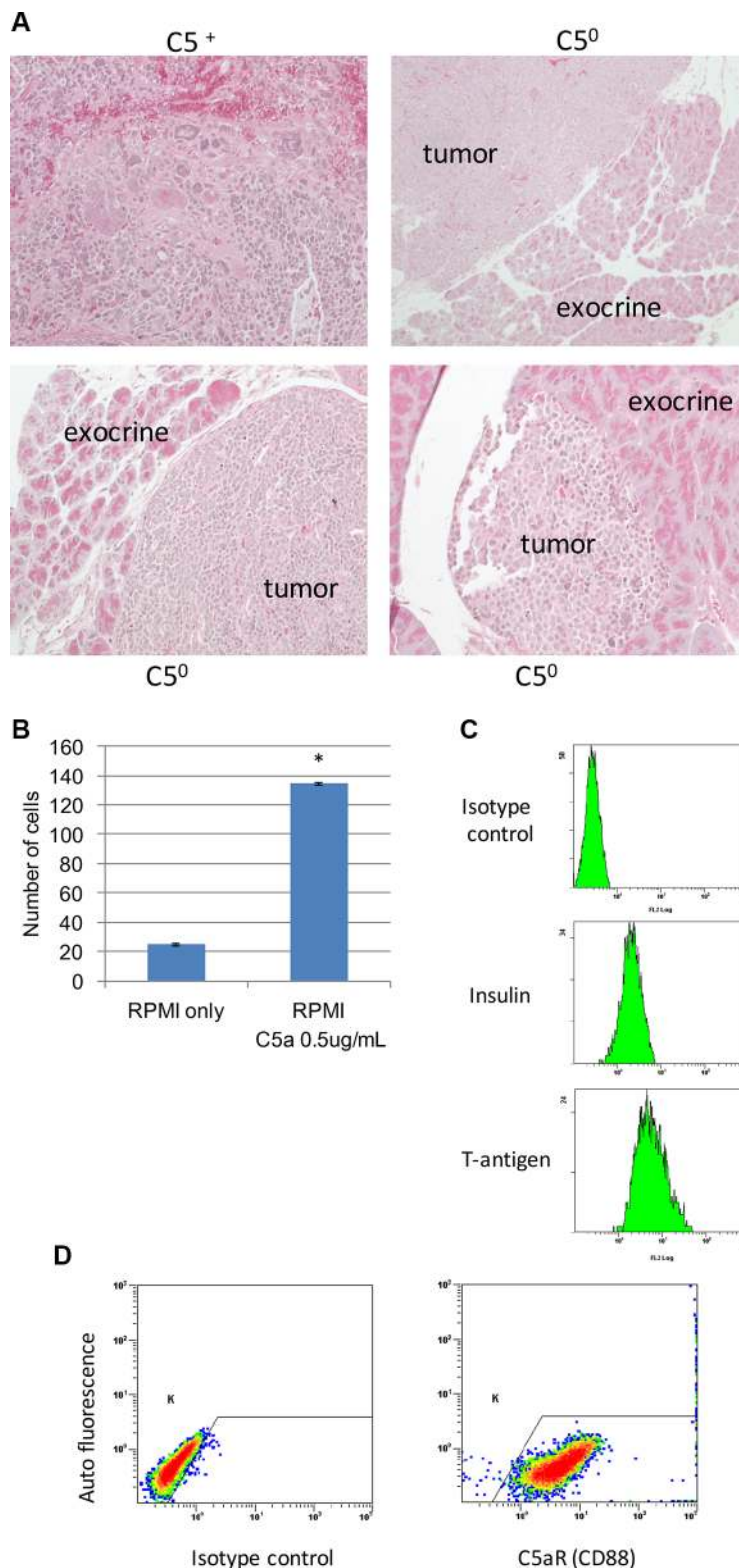 A
C5 +
C5⁰
tumor
exocrine
exocrine
tumor
exocrine
tumor
C5⁰
C5⁰
B
Number of cells
160
140
120
100
80
60
40
20
0
*
RPMI only
RPMI
C5a 0.5ug/mL
C
Isotype
control
Insulin
34
T-antigen
24
D
Auto fluorescence
K
Isotype control
K
C5aR (CD88)